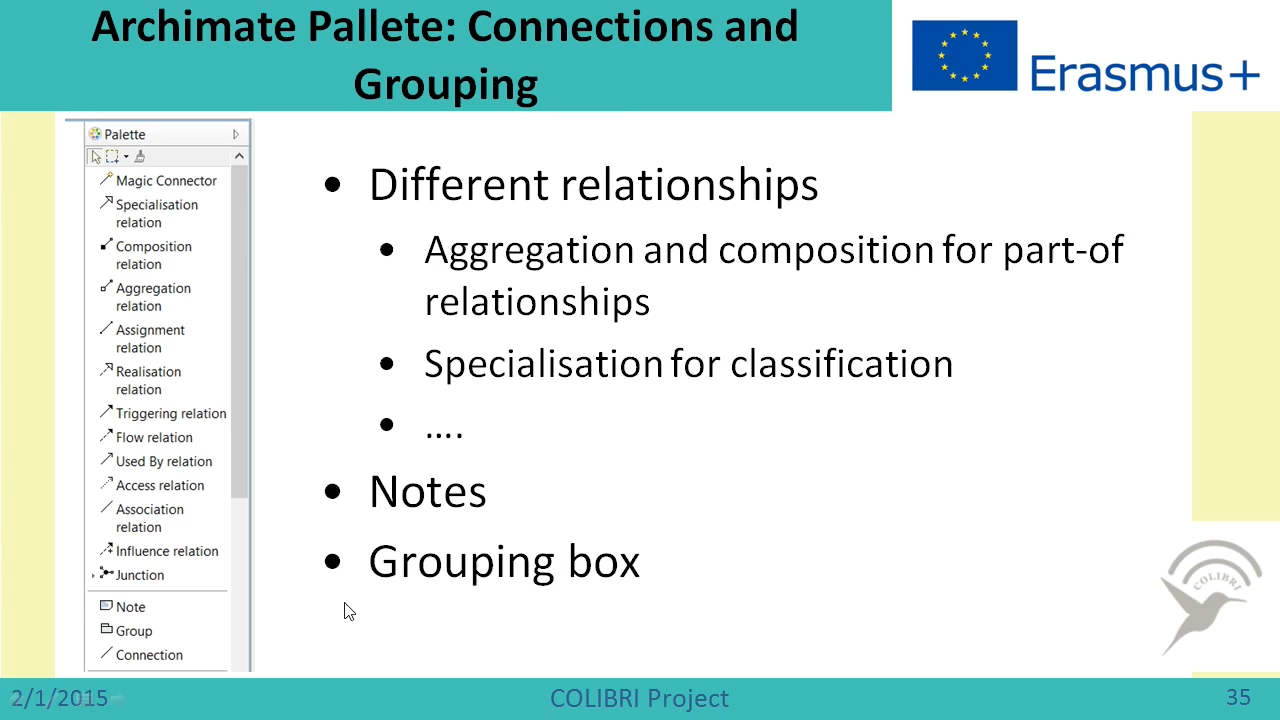 Archimate Pallete: Connections and
Grouping
Erasmus+
Palette
Magic Connector
Specialisation
relation
Composition
relation
Aggregation
relation
Assignment
relation
Realisation
relation
Triggering relation
Flow relation
Used By relation
Access relation
Association
relation
Influence relation
Junction
Note
Group
Connection
• Different relationships
• Aggregation and composition for part-of
relationships
• Specialisation for classification
• ....
• Notes
• Grouping box
COLIBRI
2/1/2015
COLIBRI Project
35